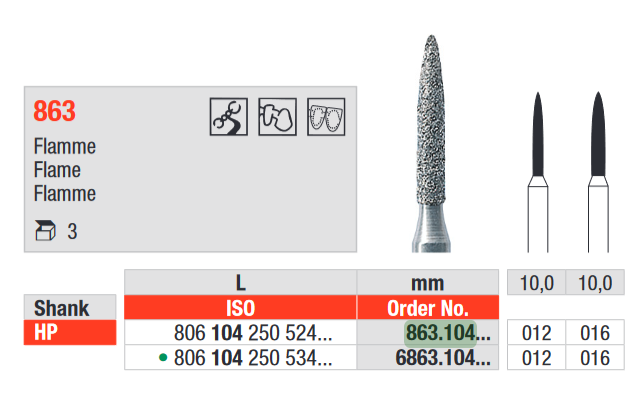 863
Flamme
Flame
Flamme
3
L mm 10,0 10,0
Shank ISO Order No.
HP 806 104 250 524... 863.104... 012 016
• 806 104 250 534... 6863.104... 012 016